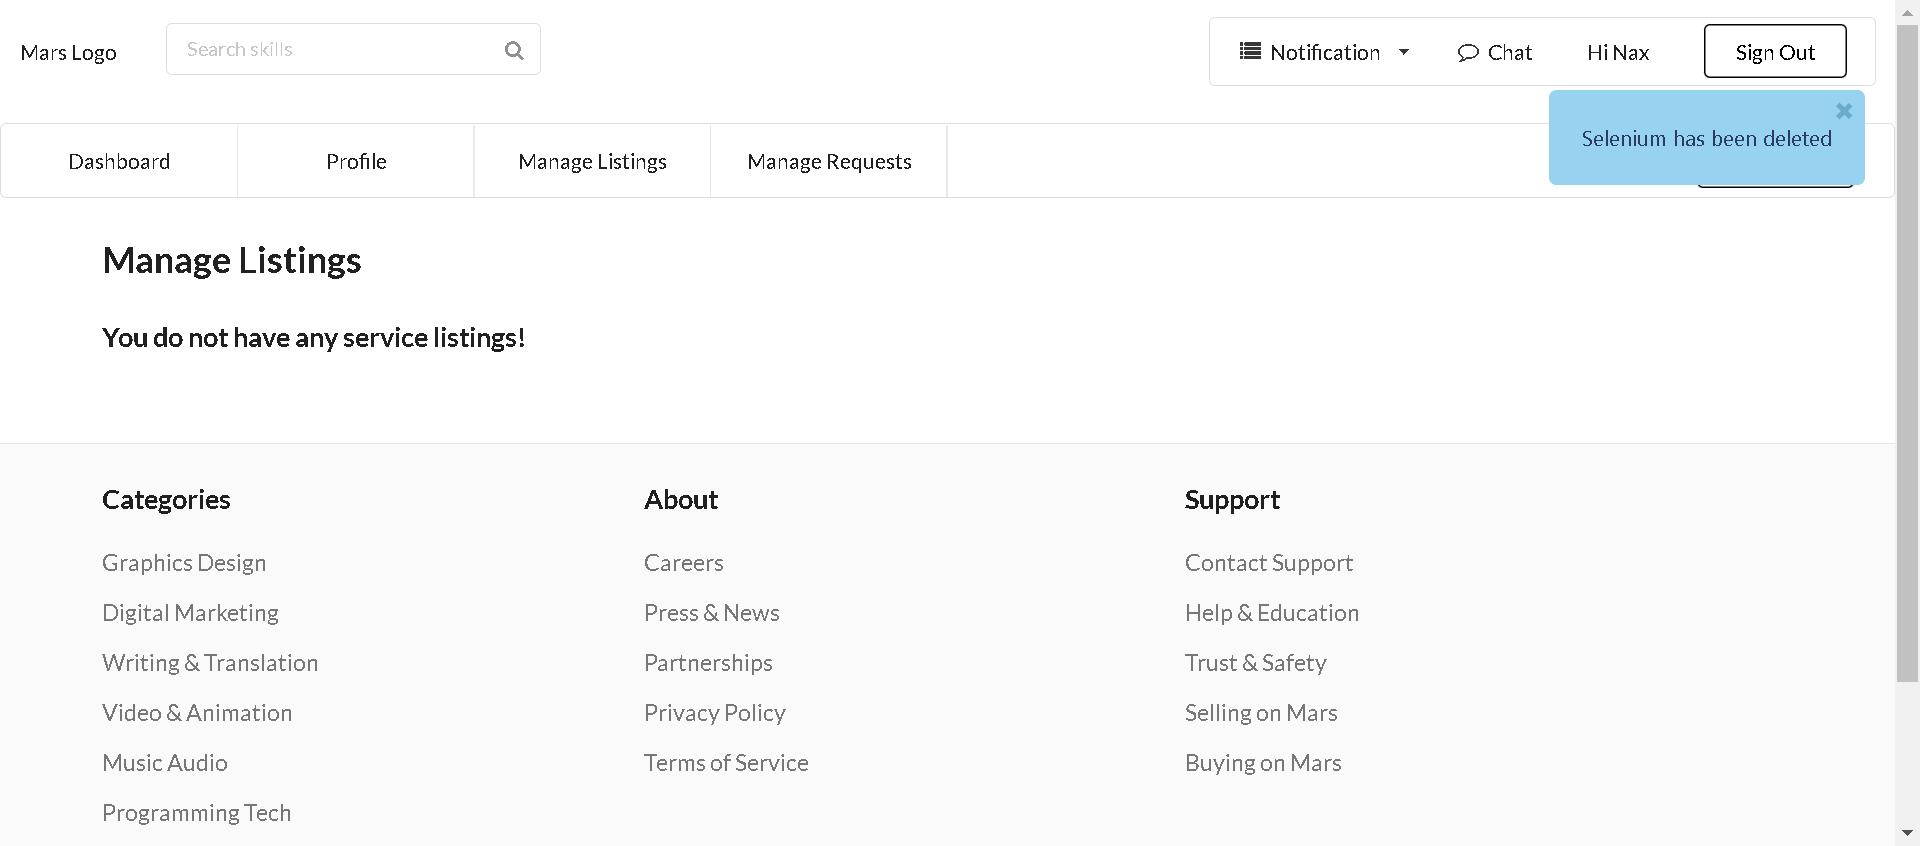 Mars Logo
Search skills
Notification
Chat
Hi Nax
Sign Out
Selenium has been deleted
Dashboard
Profile
Manage Listings
Manage Requests
Manage Listings
You do not have any service listings!
Categories
Graphics Design
Digital Marketing
Writing & Translation
Video & Animation
Music Audio
Programming Tech
About
Careers
Press & News
Partnerships
Privacy Policy
Terms of Service
Support
Contact Support
Help & Education
Trust & Safety
Selling on Mars
Buying on Mars